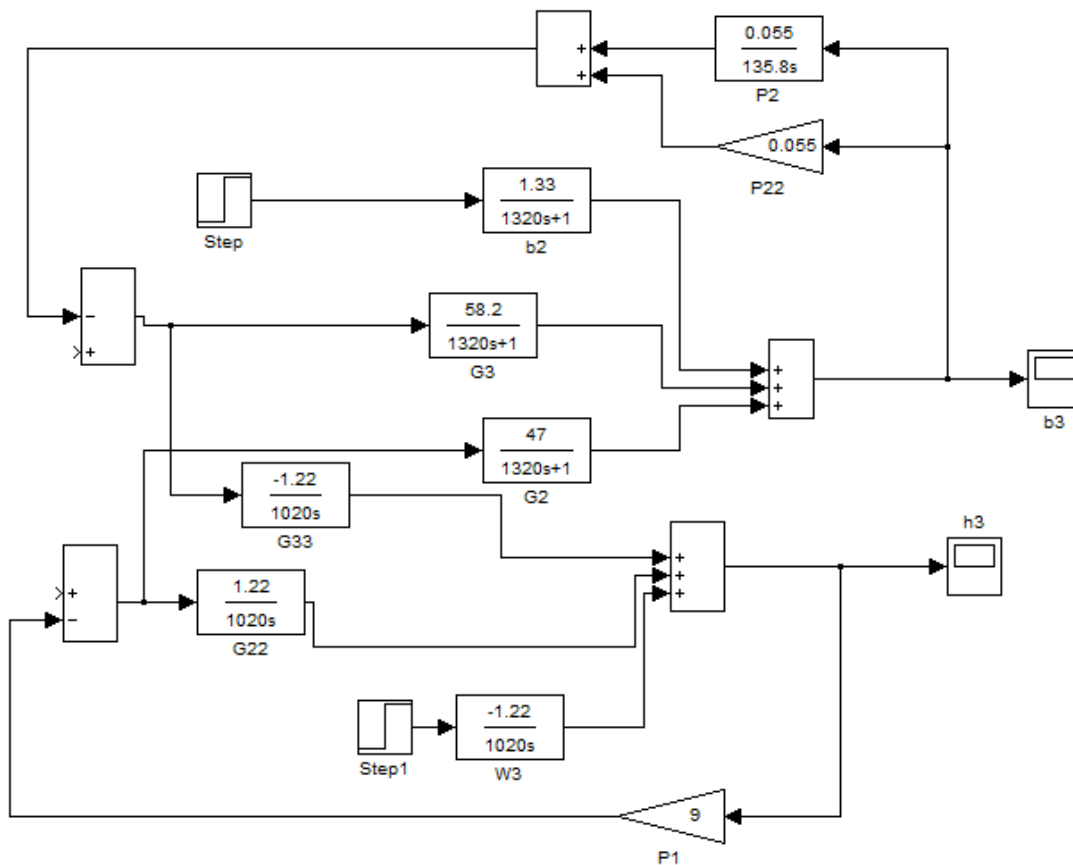 +
+
0.055
135.8s
P2
0.055
P22
Step
1.33
1320s+1
b2
−
+
58.2
1320s+1
G3
+
+
+
b3
47
1320s+1
G2
-1.22
1020s
G33
+
−
1.22
1020s
G22
+
+
+
h3
Step1
-1.22
1020s
W3
9
P1